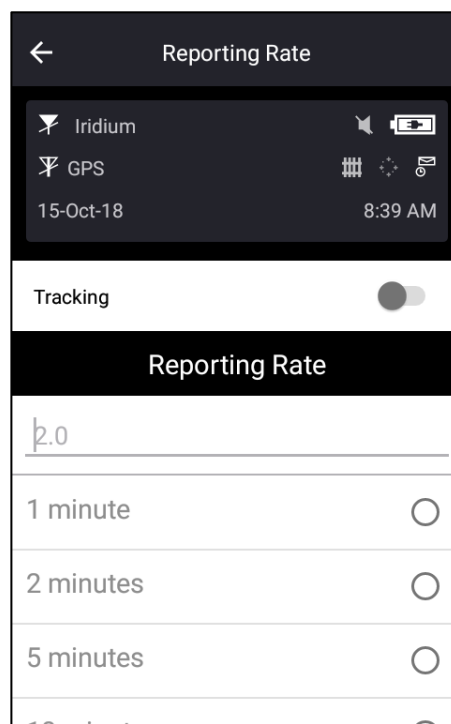 Reporting Rate
Iridium
GPS
15-Oct-18 8:39 AM
Tracking
Reporting Rate
2.0
1 minute
2 minutes
5 minutes